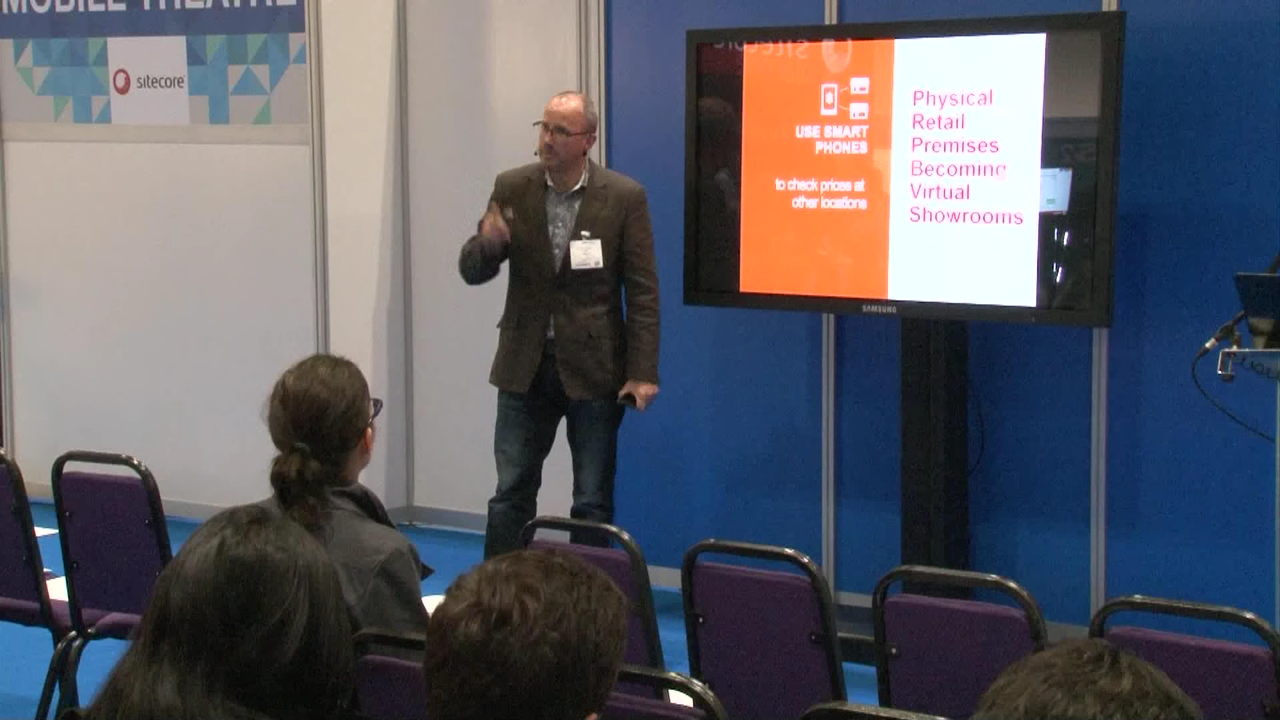 MOBILE THEATRE
sitecore
USE SMART
PHONES
to check prices at
other locations
Physical
Retail
Premises
Becoming
Virtual
Showrooms
SAMSUNG